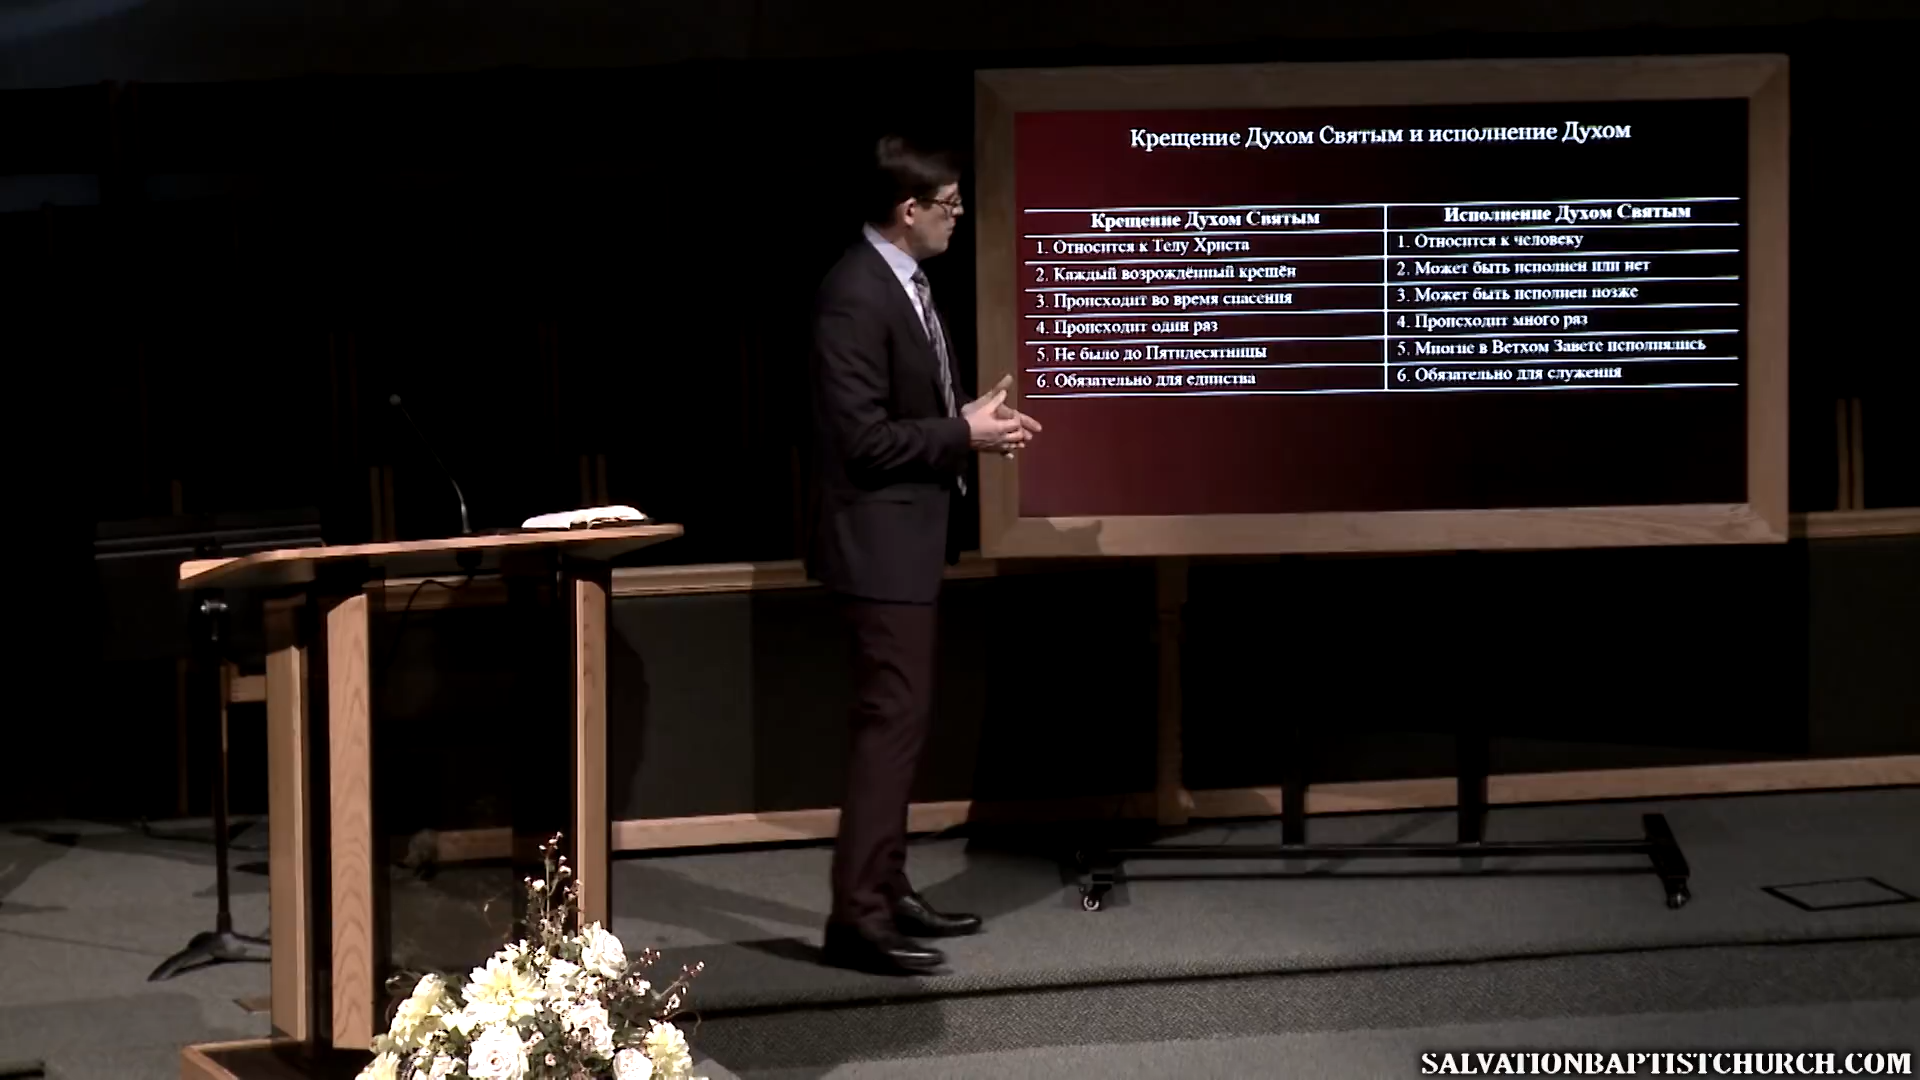 Крещение Духом Святым и исполнение Духом
Крещение Духом Святым
Исполнение Духом Святым
1. Относится к Телу Христа
1. Относится к человеку
2. Каждый возрождённый крещён
2. Может быть исполнен или нет
3. Происходит во время спасения
3. Может быть исполнен позже
4. Происходит один раз
4. Происходит много раз
5. Не было до Пятидесятницы
5. Многие в Ветхом Завете исполнялись
6. Обязательно для единства
6. Обязательно для служения
SALVATIONBAPTISTCHURCH.COM